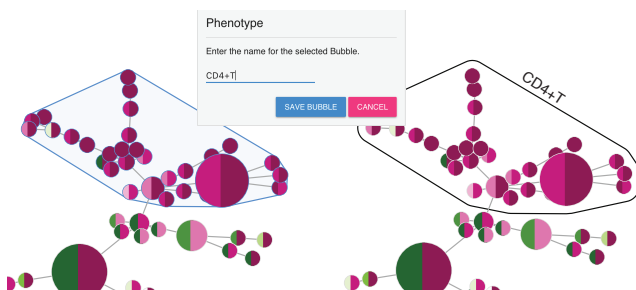 Phenotype
Enter the name for the selected Bubble.
CD4+T
SAVE BUBBLE
CANCEL
CD4+T